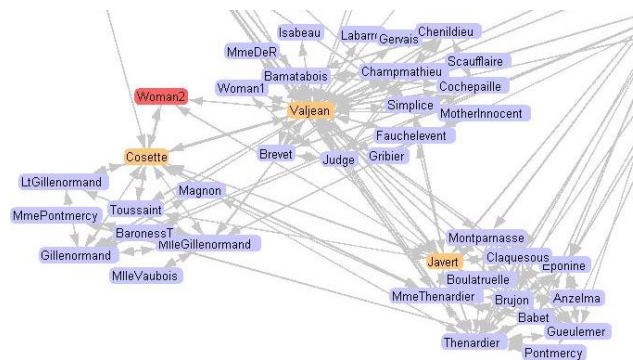 Isabeau
Labarre
Gervais
Chenildieu
MmeDeR
Scaufflaire
Bamatabois
Champmathieu
Woman1
Cochepaille
Woman2
Valjean
Simplice
MotherInnocent
Fauchelevent
Cosette
Brevet
Judge
Gribier
LtGillenormand
Magnon
Toussaint
MmePontmercy
BaronessT
Montparnasse
MlleGillenormand
Gillenormand
Claquesous
Javert
Eponine
MlleVaubois
Boulatruelle
MmeThenardier
Brujon
Anzelma
Babet
Gueulemer
Thenardier
Pontmercy